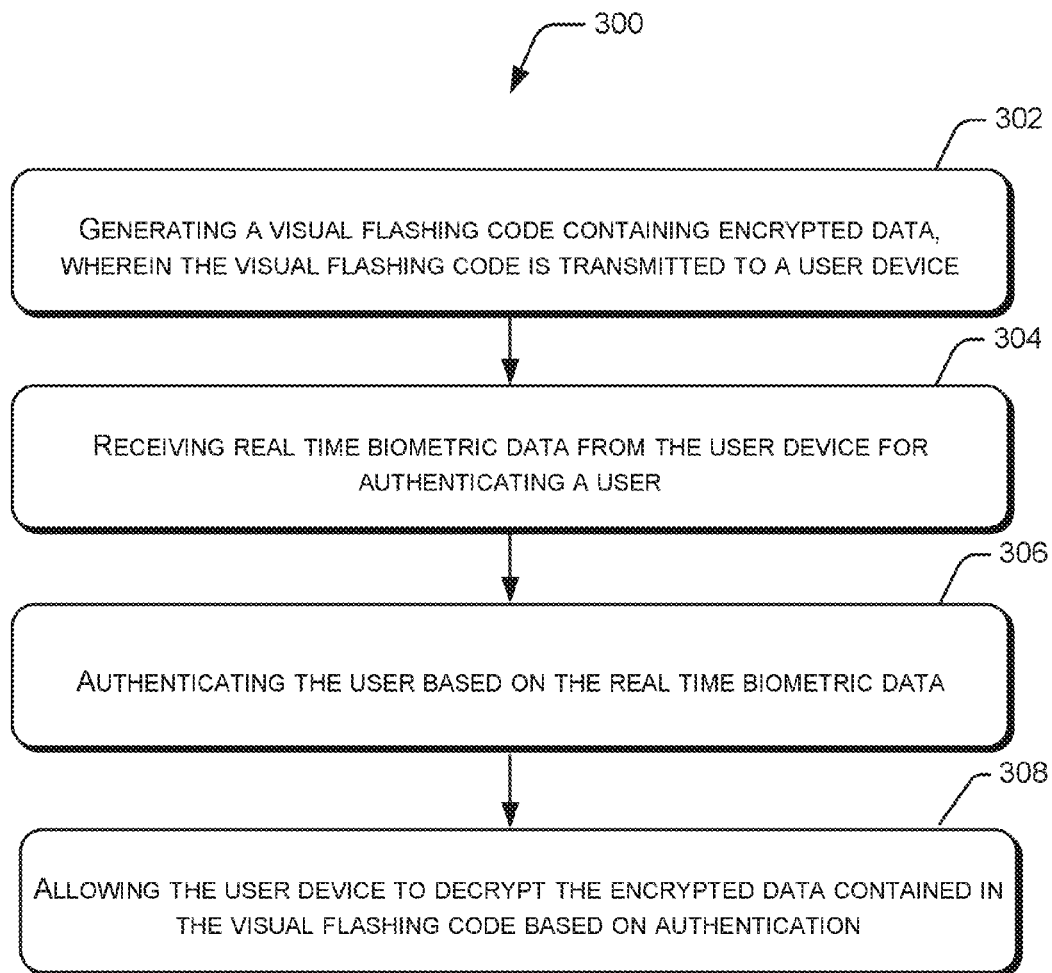 300
302
GENERATING A VISUAL FLASHING CODE CONTAINING ENCRYPTED DATA,
WHEREIN THE VISUAL FLASHING CODE IS TRANSMITTED TO A USER DEVICE
304
RECEIVING REAL TIME BIOMETRIC DATA FROM THE USER DEVICE FOR
AUTHENTICATING A USER
306
AUTHENTICATING THE USER BASED ON THE REAL TIME BIOMETRIC DATA
308
ALLOWING THE USER DEVICE TO DECRYPT THE ENCRYPTED DATA CONTAINED IN
THE VISUAL FLASHING CODE BASED ON AUTHENTICATION